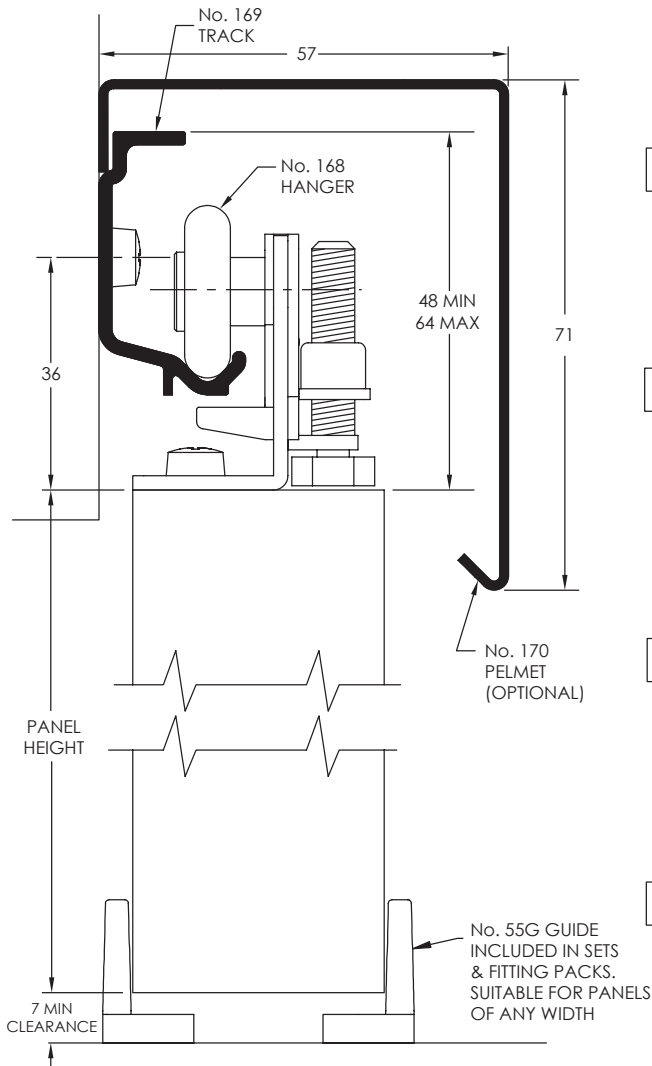 No. 169
TRACK
57
No. 168
HANGER
48 MIN
64 MAX
71
36
No. 170
PELMET
(OPTIONAL)
PANEL
HEIGHT
No. 55G GUIDE
INCLUDED IN SETS
& FITTING PACKS.
SUITABLE FOR PANELS
OF ANY WIDTH
7 MIN
CLEARANCE